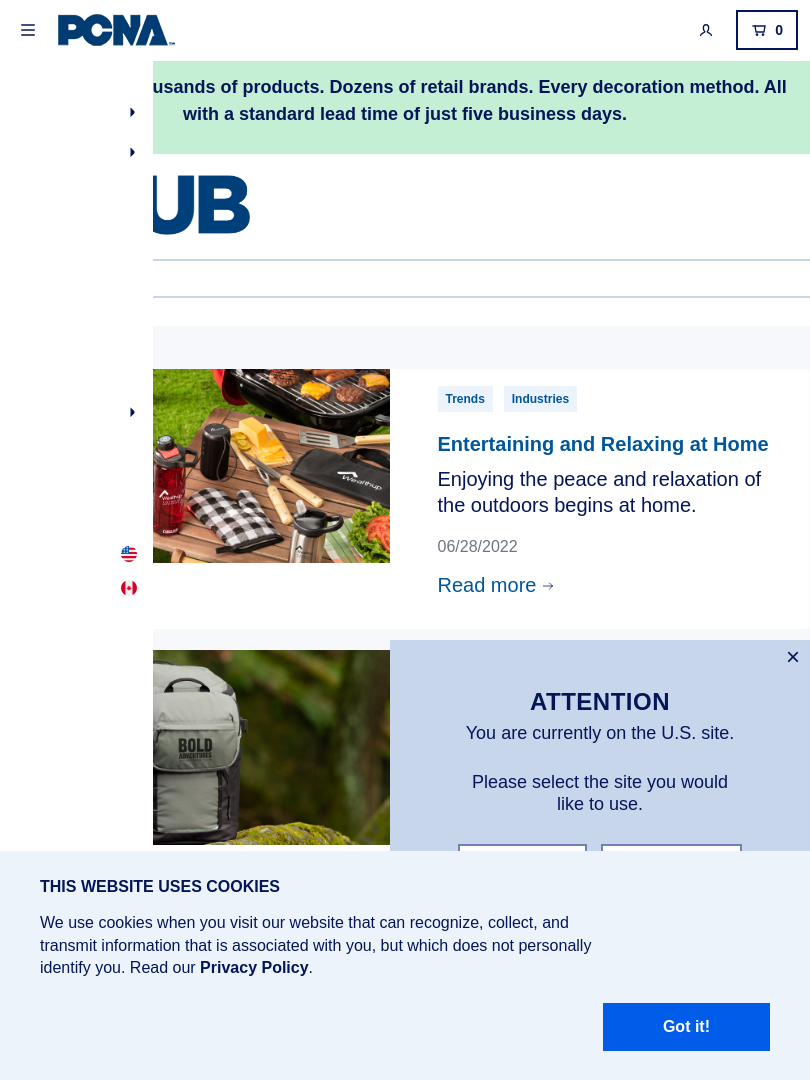 PCNA
0
Dozens of retail brands. Every decoration method. All
of products.
with a standard lead time of just five business days.
UB
Trends
Industries
Entertaining and Relaxing at Home
Enjoying the peace and relaxation of
the outdoors begins at home.
06/28/2022
Read more
Wealthup
BOLD
ADVENTURES
ATTENTION
You are currently on the U.S. site.
Please select the site you would
like to use.
THIS WEBSITE USES COOKIES
We use cookies when you visit our website that can recognize, collect, and
transmit information that is associated with you, but which does not personally
identify you. Read our Privacy Policy.
Got it!